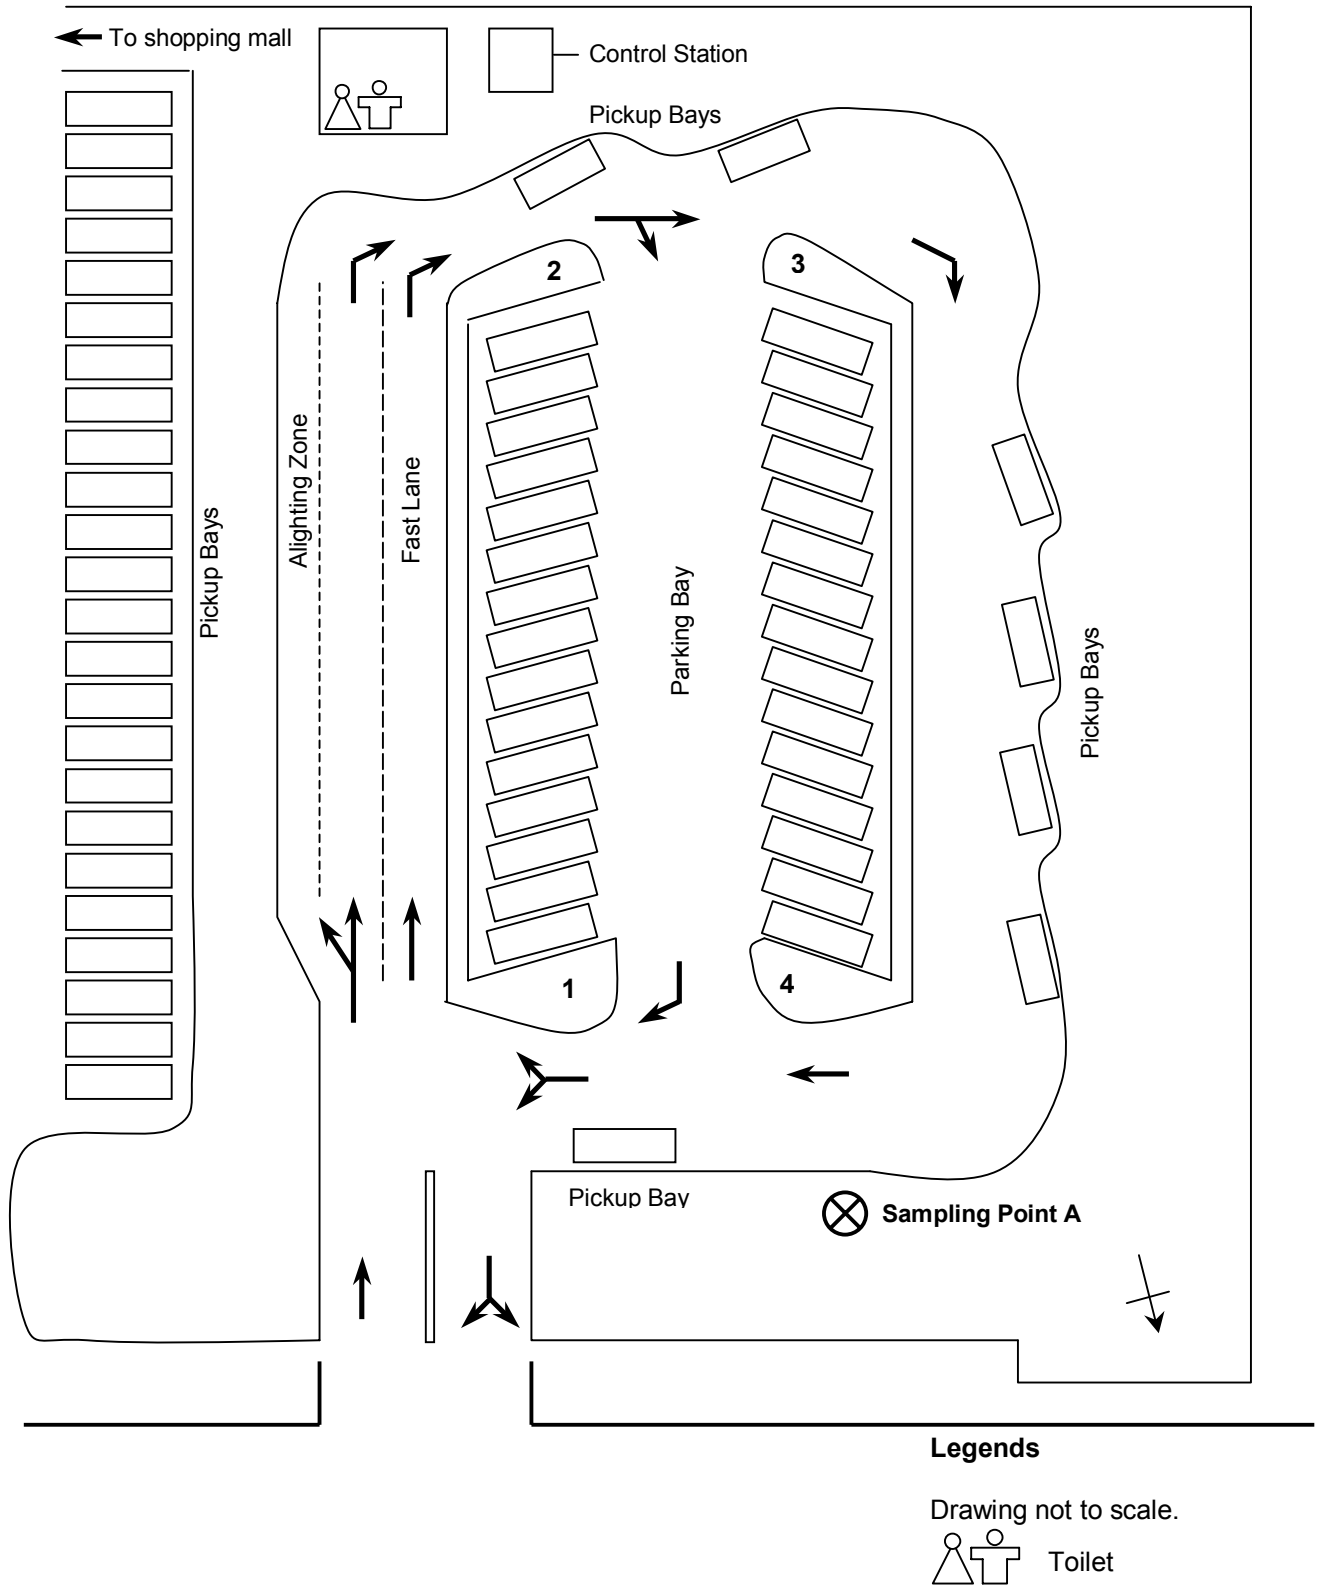 To shopping mall
Control Station
Pickup Bays
2
3
Alighting Zone
Fast Lane
Pickup Bays
Parking Bay
Pickup Bays
1
4
Pickup Bay
Sampling Point A
Legends
Drawing not to scale.
Toilet